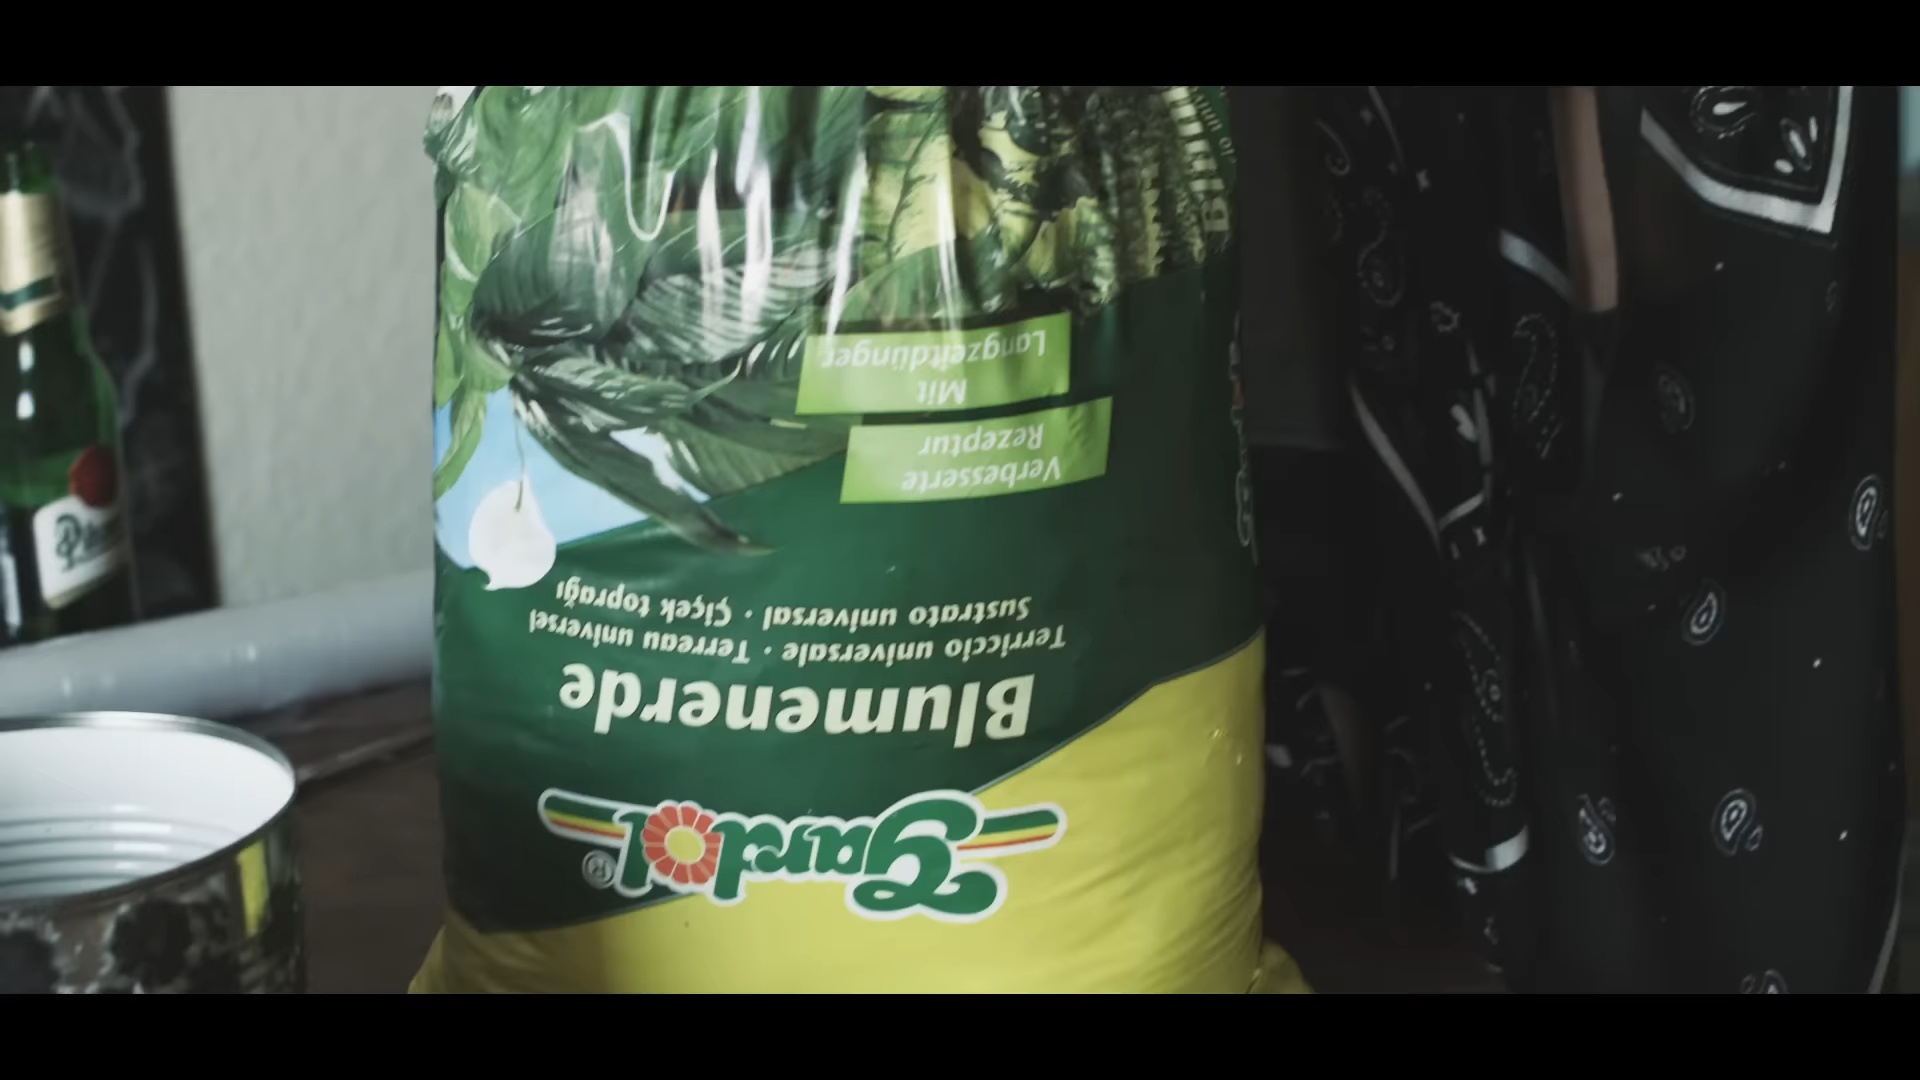 gardol®
Blumenerde
Terriccio universale · Terreau universel
Sustrato universal · Çiçek toprağı
Verbesserte
Rezeptur
Mit
Langzeitdünger